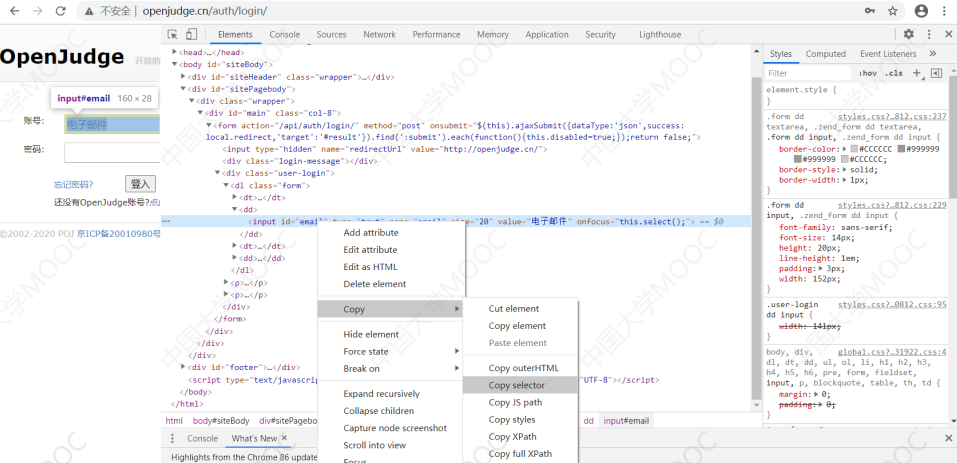 不安全 | openjudge.cn/auth/login/
Elements Console Sources Network Performance Memory Application Security Lighthouse
OpenJudge 开放的
input#email 160 × 28
账号: 电子邮件
密码:
忘记密码? 登入
还没有OpenJudge账号?点
©2002-2020 POJ 京ICP备20010980号
<head>…</head>
<body id="siteBody">
<div id="siteHeader" class="wrapper">…</div>
<div id="sitePagebody">
<div class="wrapper">
<div id="main" class="col-8">
<form action="/api/auth/login/" method="post" onsubmit="$(this).ajaxSubmit({dataType:'json',success:
local.redirect,'target':'#result'}).find(':submit').each(function(){this.disabled=true;});return false;">
<input type="hidden" name="redirectUrl" value="http://openjudge.cn/">
<div class="login-message"></div>
<div class="user-login">
<dl class="form">
<dt>…</dt>
<dd>
<input id="email" type="text" name="email" size="20" value="电子邮件" onfocus="this.select();"> == $0
</dd>
<dt>…</dt>
<dd>…</dd>
</dl>
<p>…</p>
<p>…</p>
</div>
</form>
</div>
</div>
</div>
<div id="footer">…</div>
<script type="text/javascrip
"UTF-8"></script>
</body>
</html>
Add attribute
Edit attribute
Edit as HTML
Delete element
Copy
Hide element
Force state
Break on
Expand recursively
Collapse children
Capture node screenshot
Scroll into view
Focus
Cut element
Copy element
Paste element
Copy outerHTML
Copy selector
Copy JS path
Copy styles
Copy XPath
Copy full XPath
html body#siteBody div#sitePagebo dd input#email
Console What's New ×
Highlights from the Chrome 86 update
Styles Computed Event Listeners »
Filter :hov .cls +
element.style {
}
.form dd styles.css?…812.css:237
textarea, .zend_form dd textarea,
.form dd input, .zend_form dd input {
border-color: #CCCCCC #999999
#999999 #CCCCCC;
border-style: solid;
border-width: 1px;
}
.form dd styles.css?…812.css:229
input, .zend_form dd input {
font-family: sans-serif;
font-size: 14px;
height: 20px;
line-height: 1em;
padding: 3px;
width: 152px;
}
.user-login styles.css?…0812.css:95
dd input {
width: 141px;
}
body, div, global.css?…31922.css:4
dl, dt, dd, ul, ol, li, h1, h2, h3,
h4, h5, h6, pre, form, fieldset,
input, p, blockquote, table, th, td {
margin: 0;
padding: 0;
}
中国大学MOOC